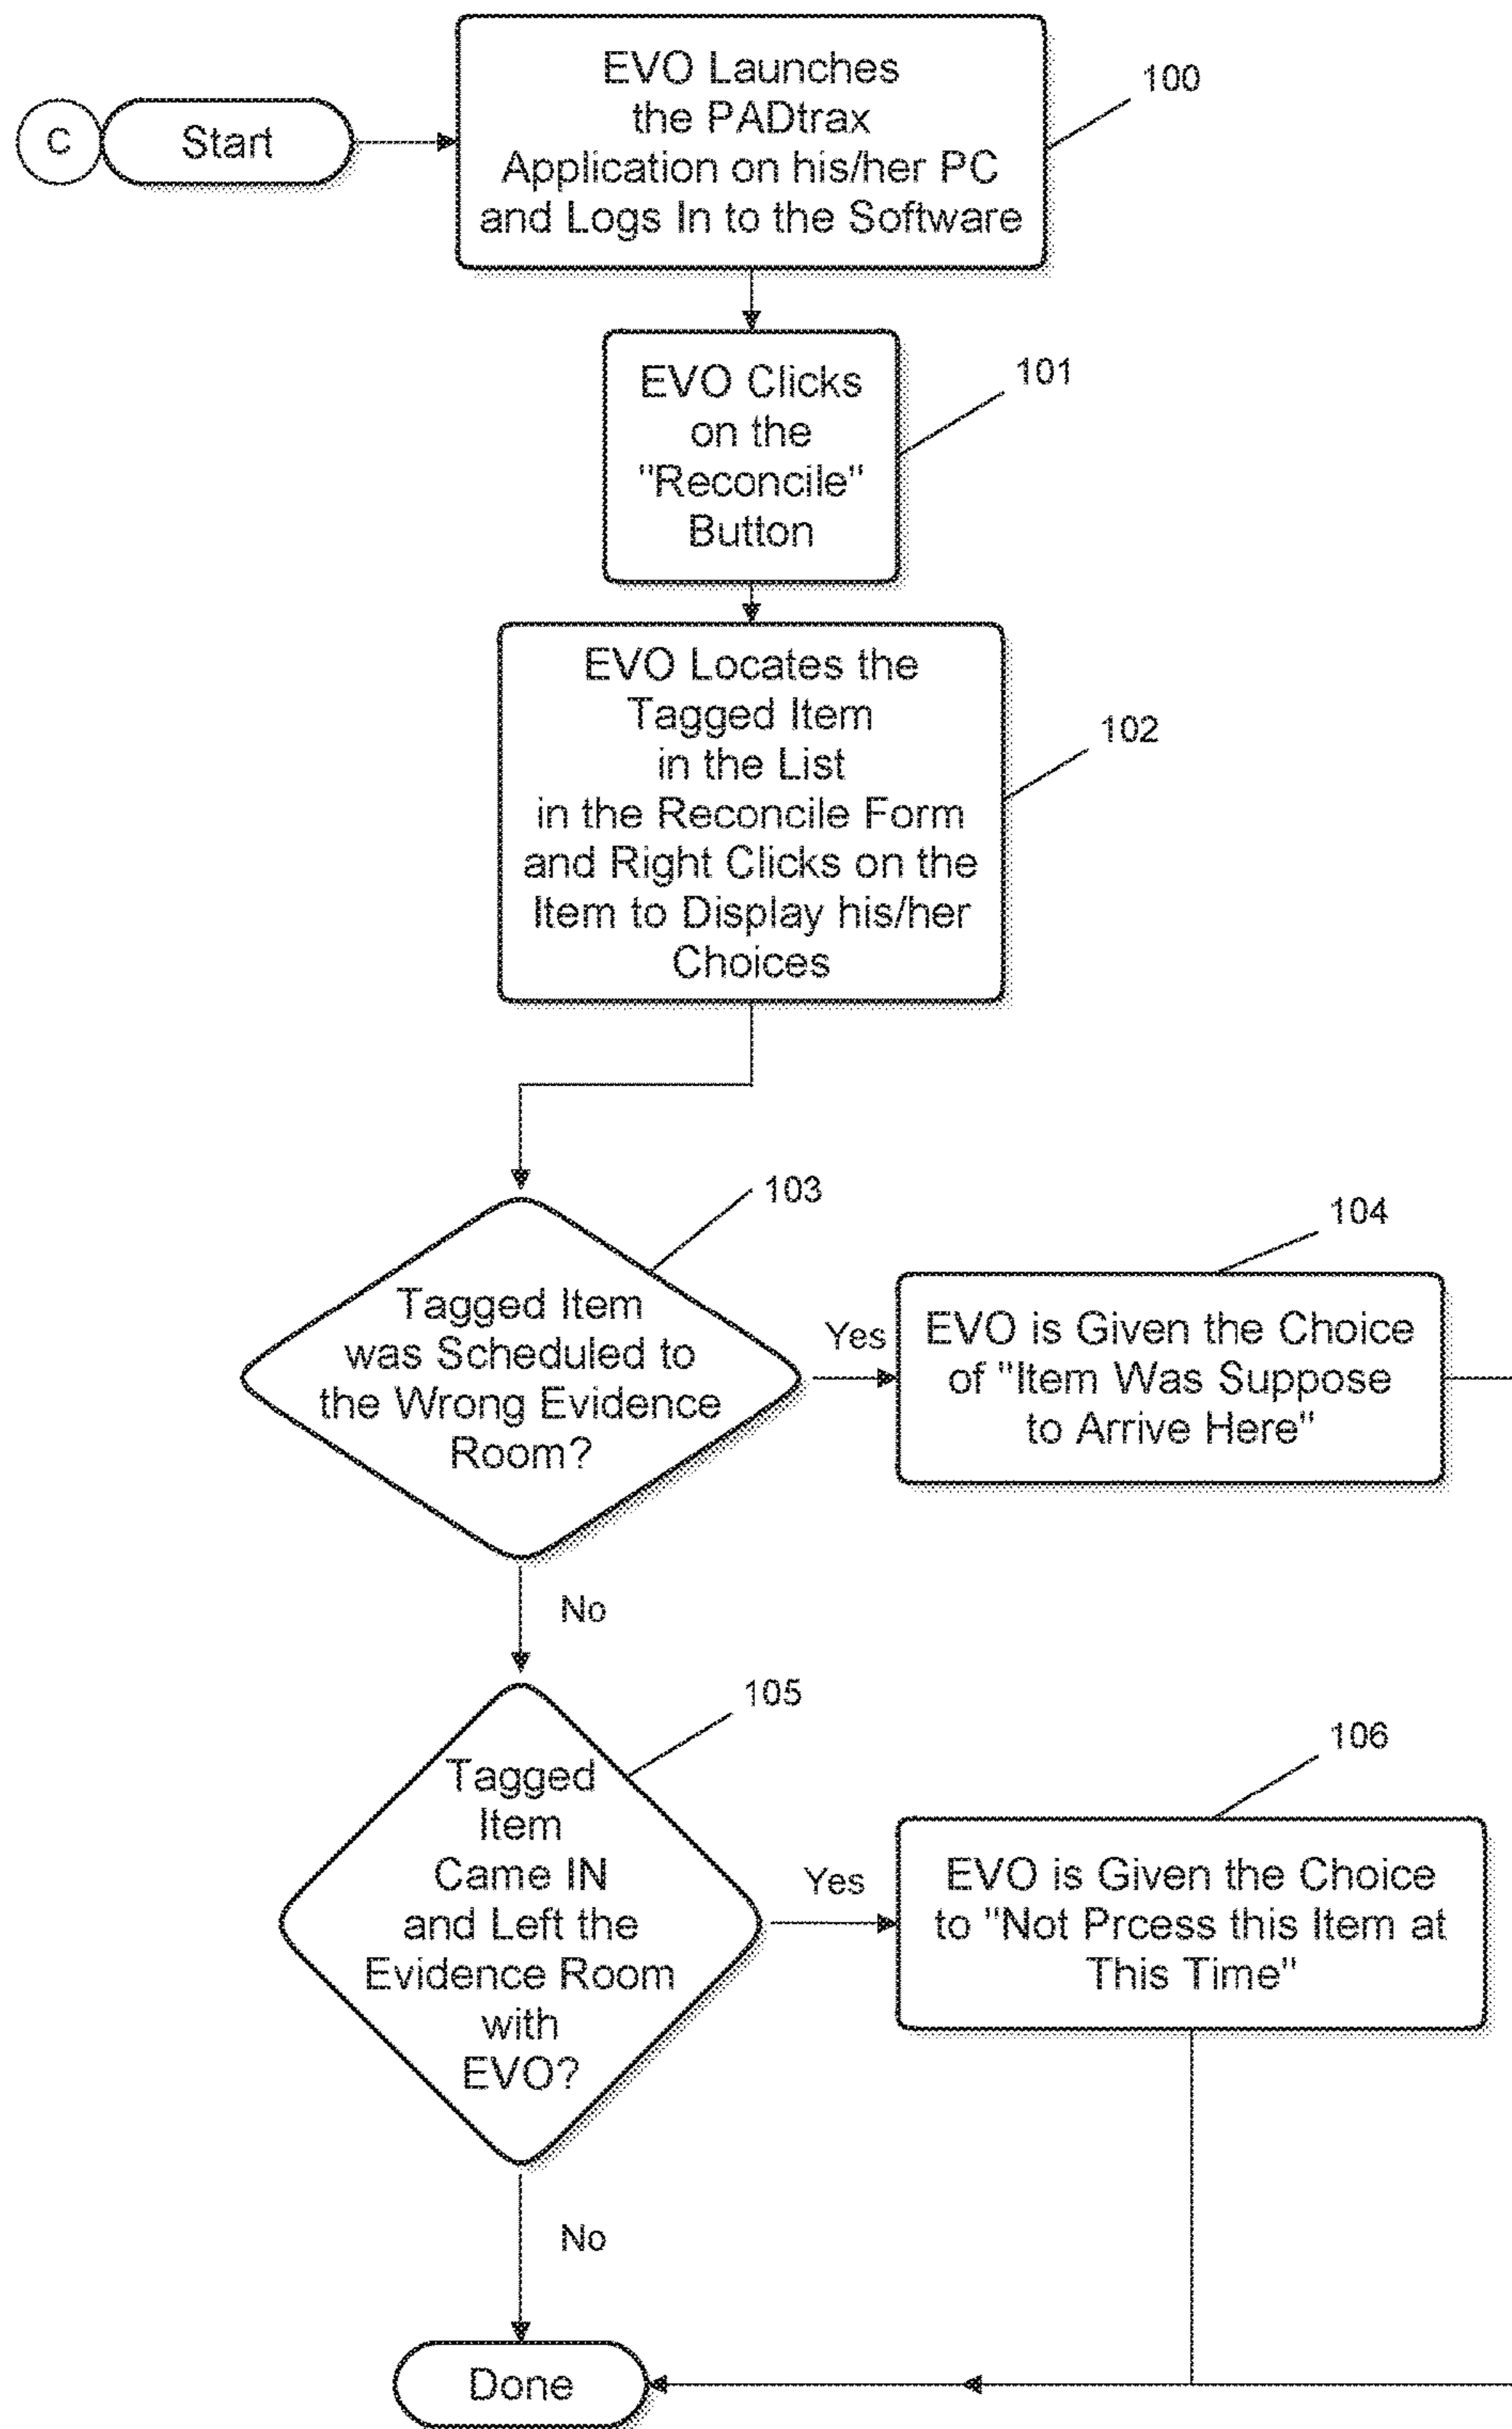 C
Start
EVO Launches
the PADtrax
Application on his/her PC
and Logs In to the Software
100
EVO Clicks
on the
"Reconcile"
Button
101
EVO Locates the
Tagged Item
in the List
in the Reconcile Form
and Right Clicks on the
Item to Display his/her
Choices
102
103
Tagged Item
was Scheduled to
the Wrong Evidence
Room?
Yes
104
EVO is Given the Choice
of "Item Was Suppose
to Arrive Here"
No
105
Tagged
Item
Came IN
and Left the
Evidence Room
with
EVO?
Yes
106
EVO is Given the Choice
to "Not Prcess this Item at
This Time"
No
Done